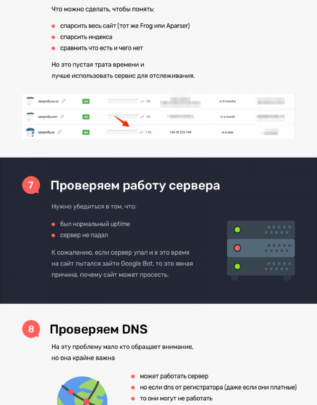 Что можно сделать, чтобы понять:
спарсить весь сайт (тот же Frog или Aparser)
спарсить индекса
сравнить что есть и чего нет
Но это пустая трата времени и
лучше использовать сервис для отслеживания.
7 Проверяем работу сервера
Нужно убедиться в том, что:
был нормальный uptime
сервер не падал
К сожалению, если сервер упал и в это время
на сайт пытался зайти Google Bot, то это явная
причина, почему сайт может просесть.
8 Проверяем DNS
На эту проблему мало кто обращает внимание,
но она крайне важна
может работать сервер
но если dns от регистратора (даже если они платные)
то они могут не работать